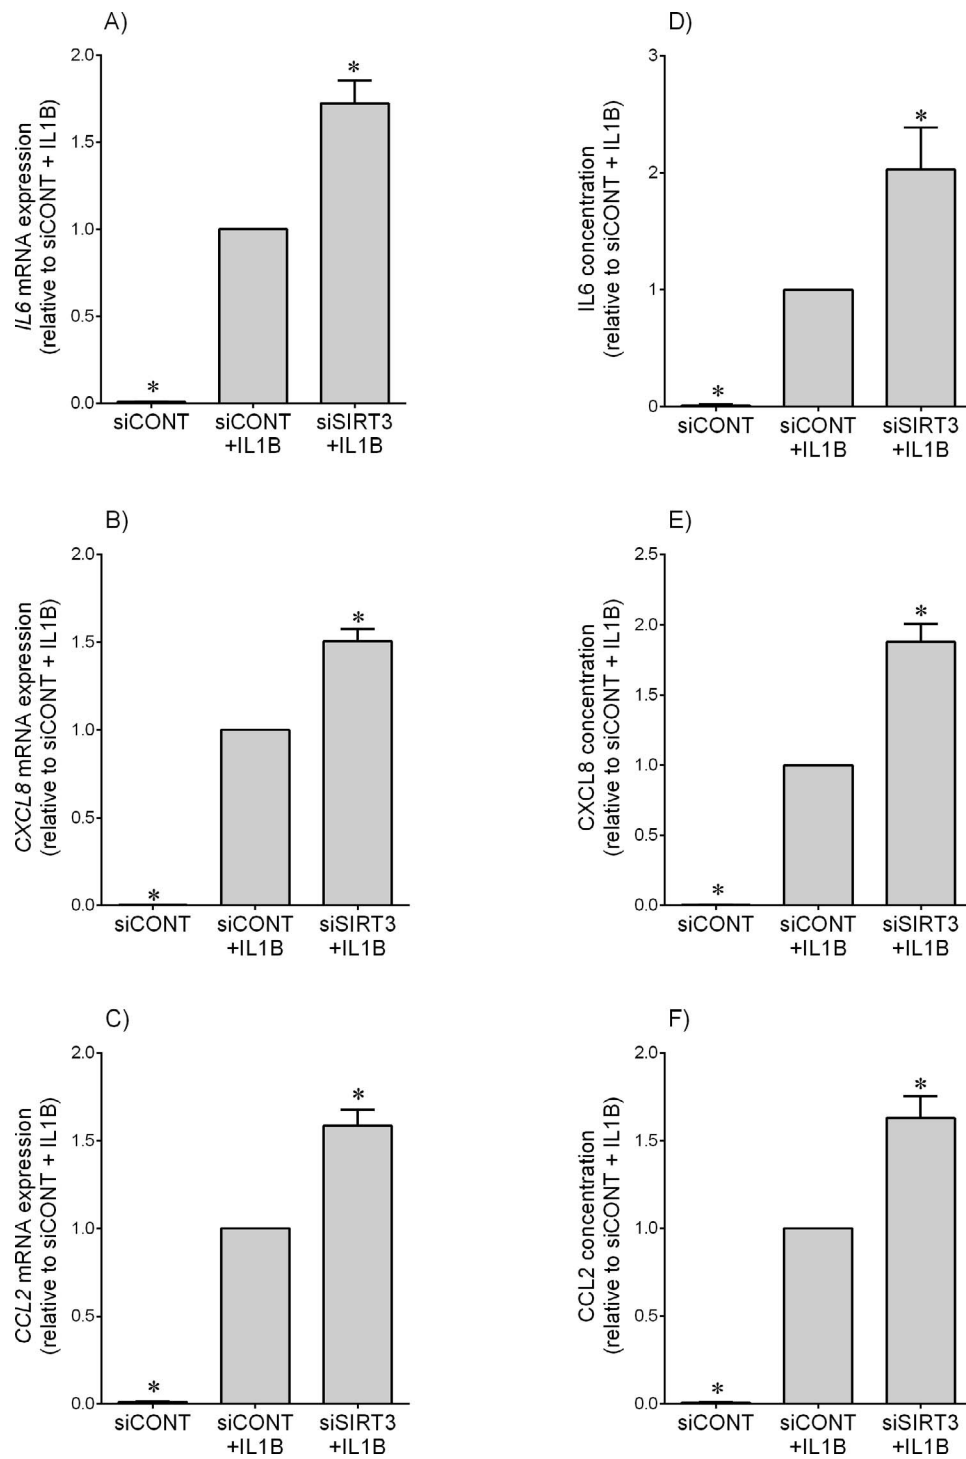 A)
IL6 mRNA expression
(relative to siCONT + IL1B)
2.0
1.5
1.0
0.5
0.0
*
*
siCONT
siCONT
+IL1B
siSIRT3
+IL1B
D)
IL6 concentration
(relative to siCONT + IL1B)
3
2
1
0
*
*
siCONT
siCONT
+IL1B
siSIRT3
+IL1B
B)
CXCL8 mRNA expression
(relative to siCONT + IL1B)
2.0
1.5
1.0
0.5
0.0
*
*
siCONT
siCONT
+IL1B
siSIRT3
+IL1B
E)
CXCL8 concentration
(relative to siCONT + IL1B)
2.5
2.0
1.5
1.0
0.5
0.0
*
*
siCONT
siCONT
+IL1B
siSIRT3
+IL1B
C)
CCL2 mRNA expression
(relative to siCONT + IL1B)
2.0
1.5
1.0
0.5
0.0
*
*
siCONT
siCONT
+IL1B
siSIRT3
+IL1B
F)
CCL2 concentration
(relative to siCONT + IL1B)
2.0
1.5
1.0
0.5
0.0
*
*
siCONT
siCONT
+IL1B
siSIRT3
+IL1B